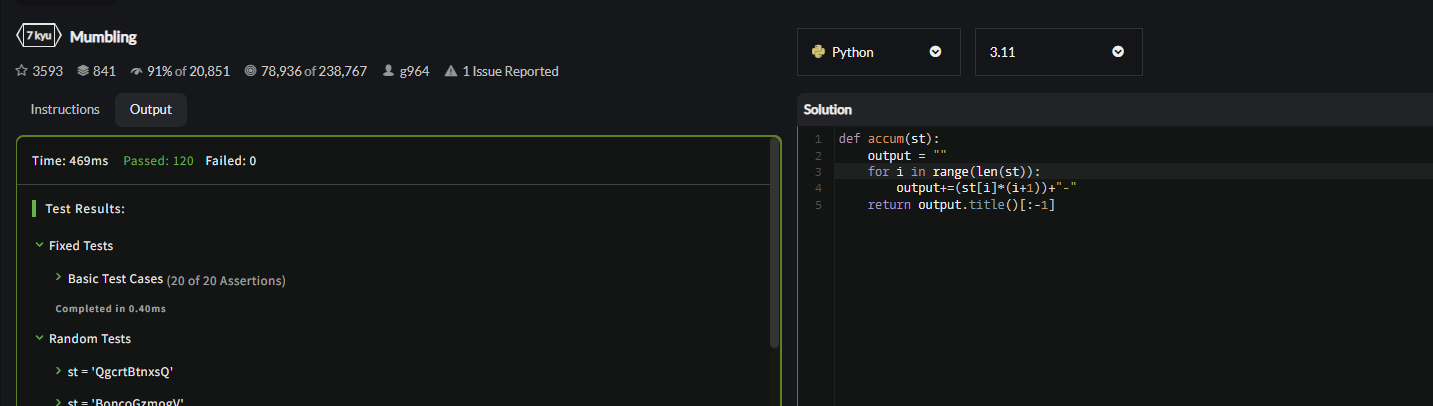 7 kyu Mumbling
3593 841 91% of 20,851 78,936 of 238,767 g964 1 Issue Reported
Instructions Output
Time: 469ms Passed: 120 Failed: 0
Test Results:
Fixed Tests
Basic Test Cases (20 of 20 Assertions)
Completed in 0.40ms
Random Tests
st = 'QgcrtBtnxsQ'
st = 'BoncoGzmogV'
Python 3.11
Solution
1 def accum(st):
2 output = ""
3 for i in range(len(st)):
4 output+=(st[i]*(i+1))+"-"
5 return output.title()[:-1]